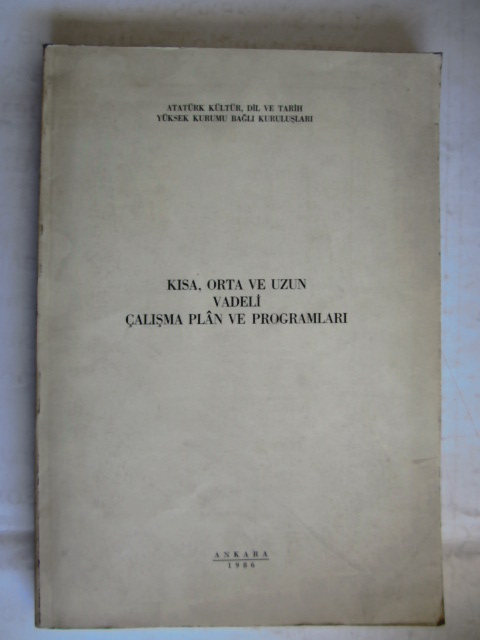 ATATÜRK KÜLTÜR, DİL VE TARİH
YÜKSEK KURUMU BAĞLI KURULUŞLARI
KISA, ORTA VE UZUN
VADELİ
ÇALIŞMA PLÂN VE PROGRAMLARI
ANKARA
1986